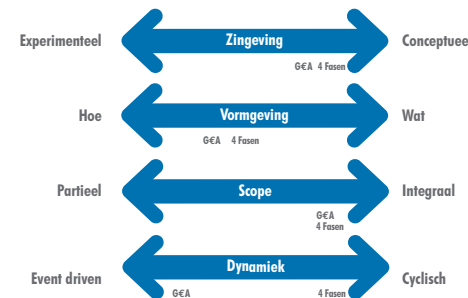 Experimenteel Zingeving Conceptuee
G€A 4 Fasen
Hoe Vormgeving Wat
G€A 4 Fasen
Partieel Scope Integraal
G€A
4 Fasen
Event driven Dynamiek Cyclisch
G€A 4 Fasen